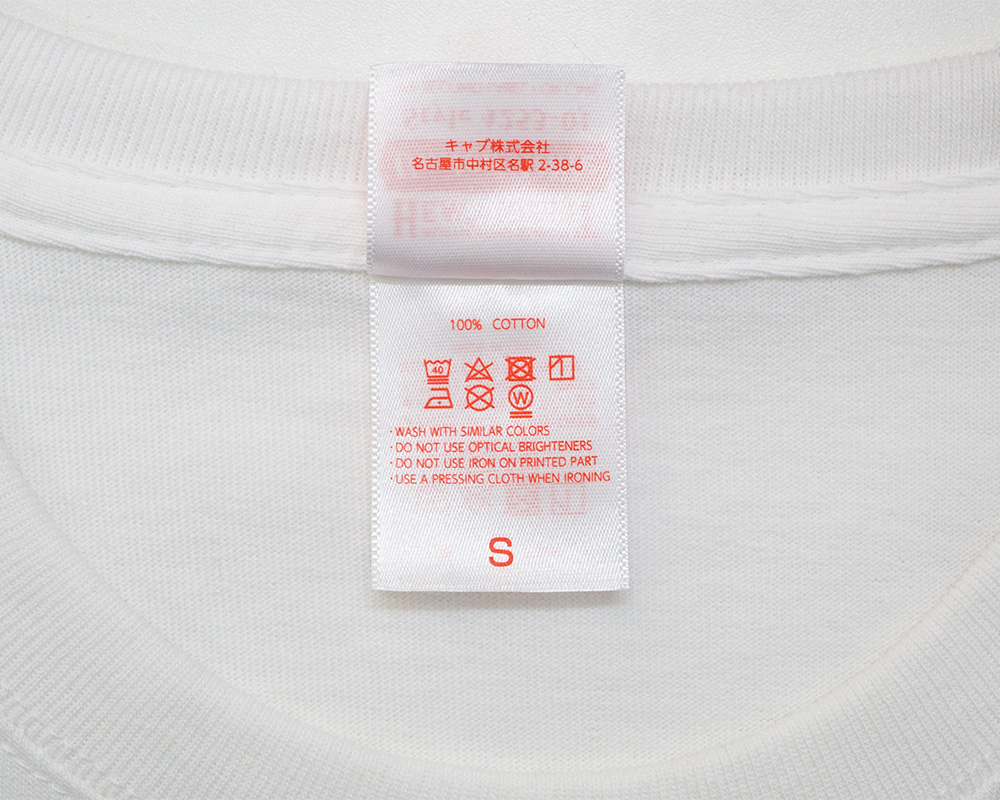 キャブ株式会社
名古屋市中村区名駅 2-38-6
100% COTTON
40
W
・WASH WITH SIMILAR COLORS
・DO NOT USE OPTICAL BRIGHTENERS
・DO NOT USE IRON ON PRINTED PART
・USE A PRESSING CLOTH WHEN IRONING
S